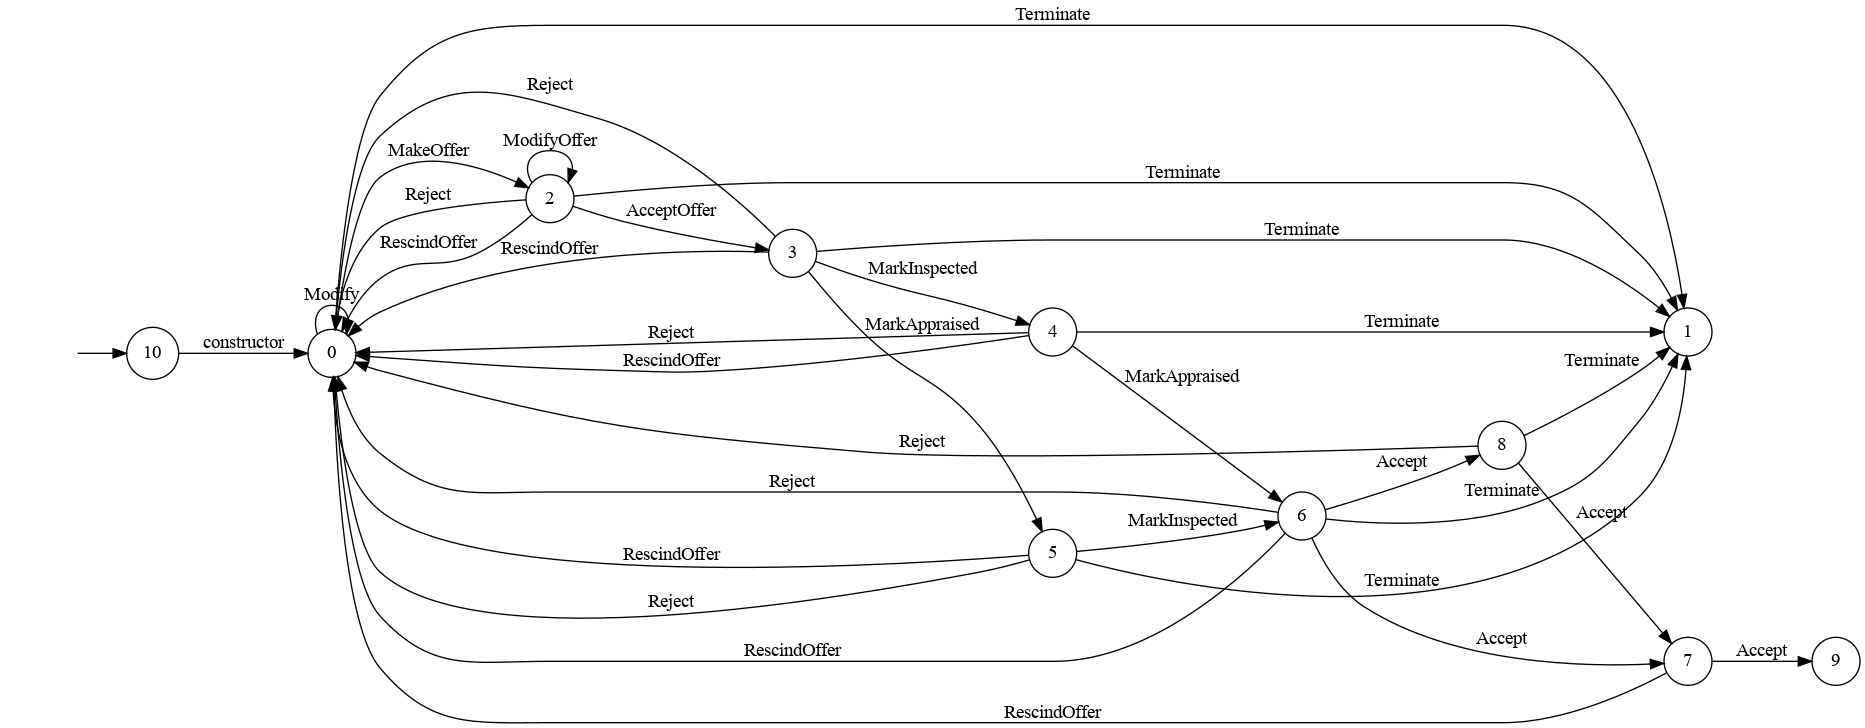 Terminate
Reject
ModifyOffer
MakeOffer
Terminate
Reject
2
AcceptOffer
Terminate
RescindOffer
RescindOffer
3
MarkInspected
Modify
MarkAppraised
Terminate
4
1
Reject
constructor
10
0
RescindOffer
Terminate
MarkAppraised
Reject
8
Accept
Reject
Terminate
6
Accept
MarkInspected
RescindOffer
5
Terminate
Reject
Accept
RescindOffer
Accept
7
9
RescindOffer